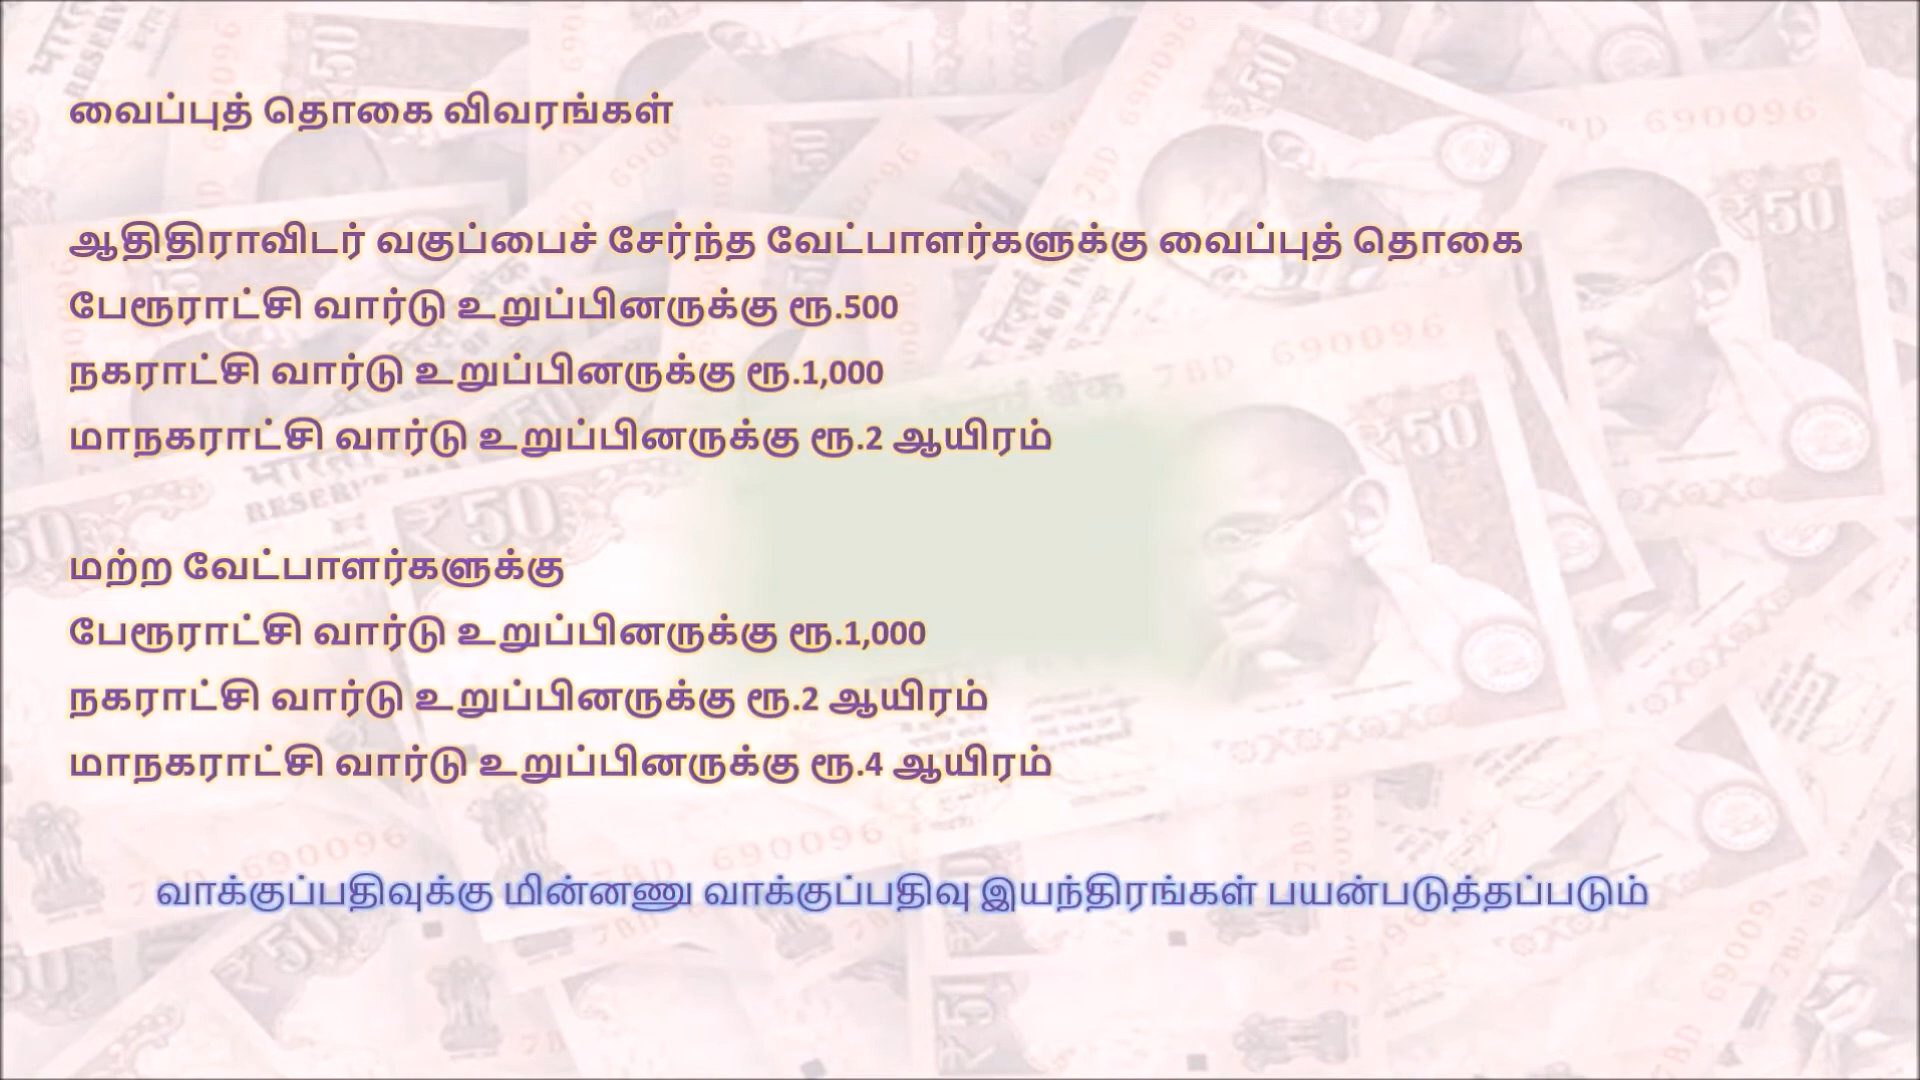 வைப்புத் தொகை விவரங்கள்
ஆதிதிராவிடர் வகுப்பைச் சேர்ந்த வேட்பாளர்களுக்கு வைப்புத் தொகை
பேரூராட்சி வார்டு உறுப்பினருக்கு ரூ.500
நகராட்சி வார்டு உறுப்பினருக்கு ரூ.1,000
மாநகராட்சி வார்டு உறுப்பினருக்கு ரூ.2 ஆயிரம்
மற்ற வேட்பாளர்களுக்கு
பேரூராட்சி வார்டு உறுப்பினருக்கு ரூ.1,000
நகராட்சி வார்டு உறுப்பினருக்கு ரூ.2 ஆயிரம்
மாநகராட்சி வார்டு உறுப்பினருக்கு ரூ.4 ஆயிரம்
வாக்குப்பதிவுக்கு மின்னணு வாக்குப்பதிவு இயந்திரங்கள் பயன்படுத்தப்படும்